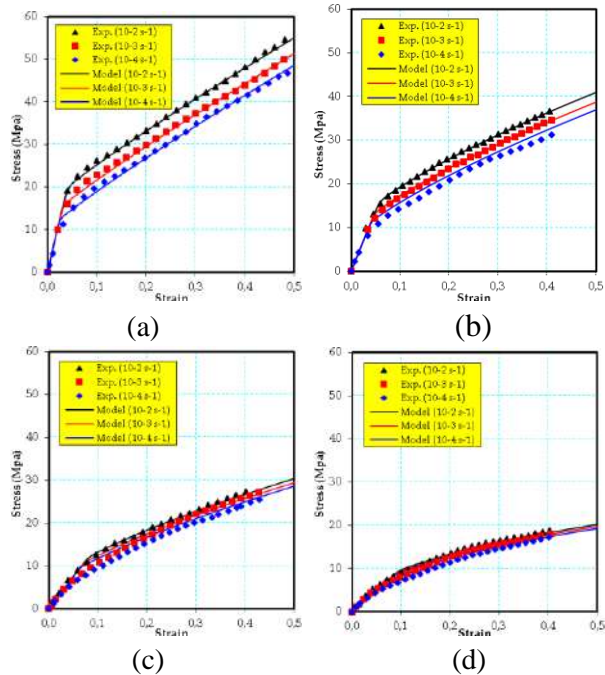 60
50
40
30
20
10
0
Stress (Mpa)
Exp. (10-2 s-1)
Exp. (10-3 s-1)
Exp. (10-4 s-1)
Model (10-2 s-1)
Model (10-3 s-1)
Model (10-4 s-1)
0,0 0,1 0,2 0,3 0,4 0,5
Strain
(a)
60
50
40
30
20
10
0
Stress (Mpa)
Exp. (10-2 s-1)
Exp. (10-3 s-1)
Exp. (10-4 s-1)
Model (10-2 s-1)
Model (10-3 s-1)
Model (10-4 s-1)
0,0 0,1 0,2 0,3 0,4 0,5
Strain
(b)
60
50
40
30
20
10
0
Stress (Mpa)
Exp. (10-2 s-1)
Exp. (10-3 s-1)
Exp. (10-4 s-1)
Model (10-2 s-1)
Model (10-3 s-1)
Model (10-4 s-1)
0,0 0,1 0,2 0,3 0,4 0,5
Strain
(c)
60
50
40
30
20
10
0
Stress (Mpa)
Exp. (10-2 s-1)
Exp. (10-3 s-1)
Exp. (10-4 s-1)
Model (10-2 s-1)
Model (10-3 s-1)
Model (10-4 s-1)
0,0 0,1 0,2 0,3 0,4 0,5
Strain
(d)